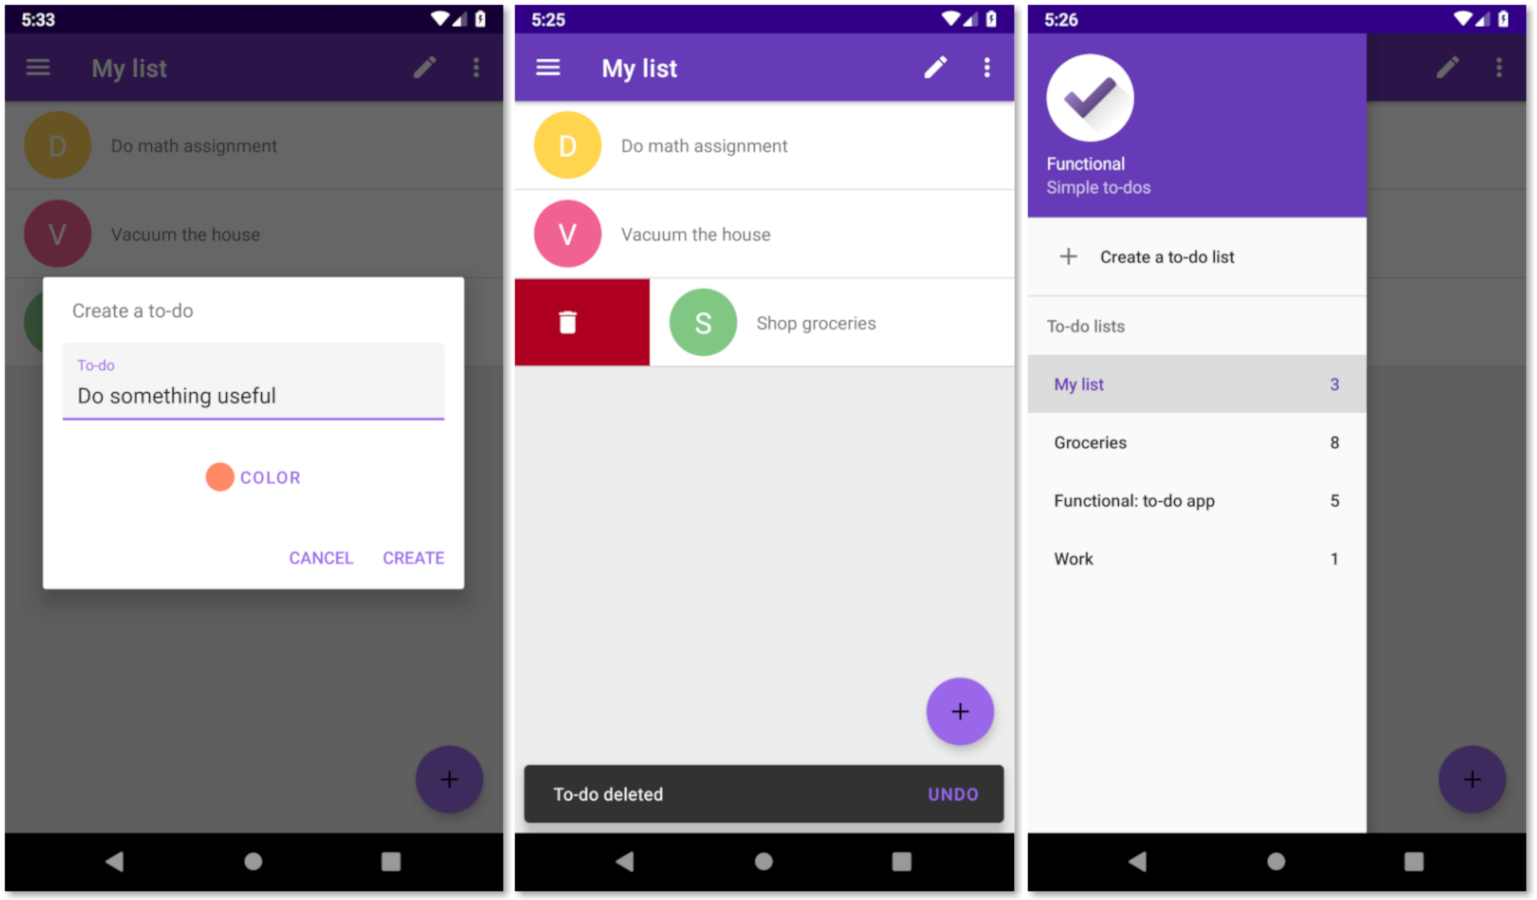 5:33
My list
D
Do math assignment
V
Vacuum the house
Create a to-do
To-do
Do something useful
COLOR
CANCEL
CREATE
+
5:25
My list
D
Do math assignment
V
Vacuum the house
S
Shop groceries
+
To-do deleted
UNDO
5:26
Functional
Simple to-dos
+ Create a to-do list
To-do lists
My list 3
Groceries 8
Functional: to-do app 5
Work 1
+